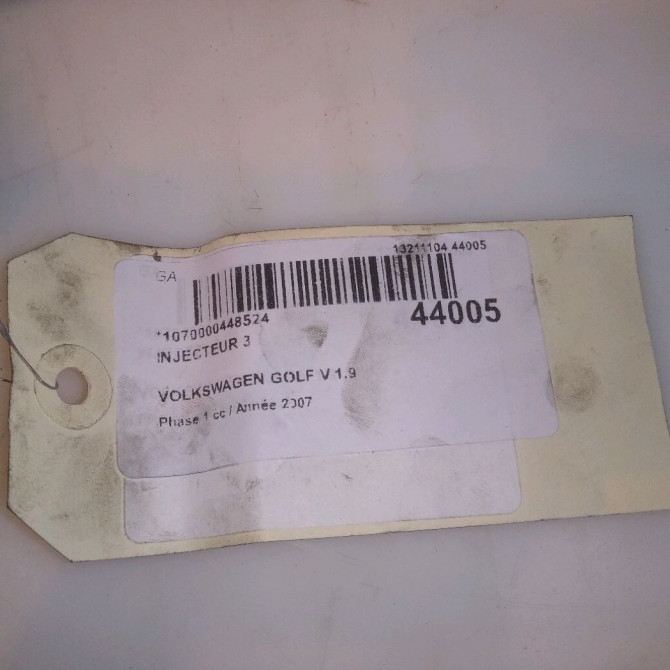 13211104 44005
GA
*1070000448524
44005
INJECTEUR 3
VOLKSWAGEN GOLF V 1.9
Phase 1 cc / Année 2007